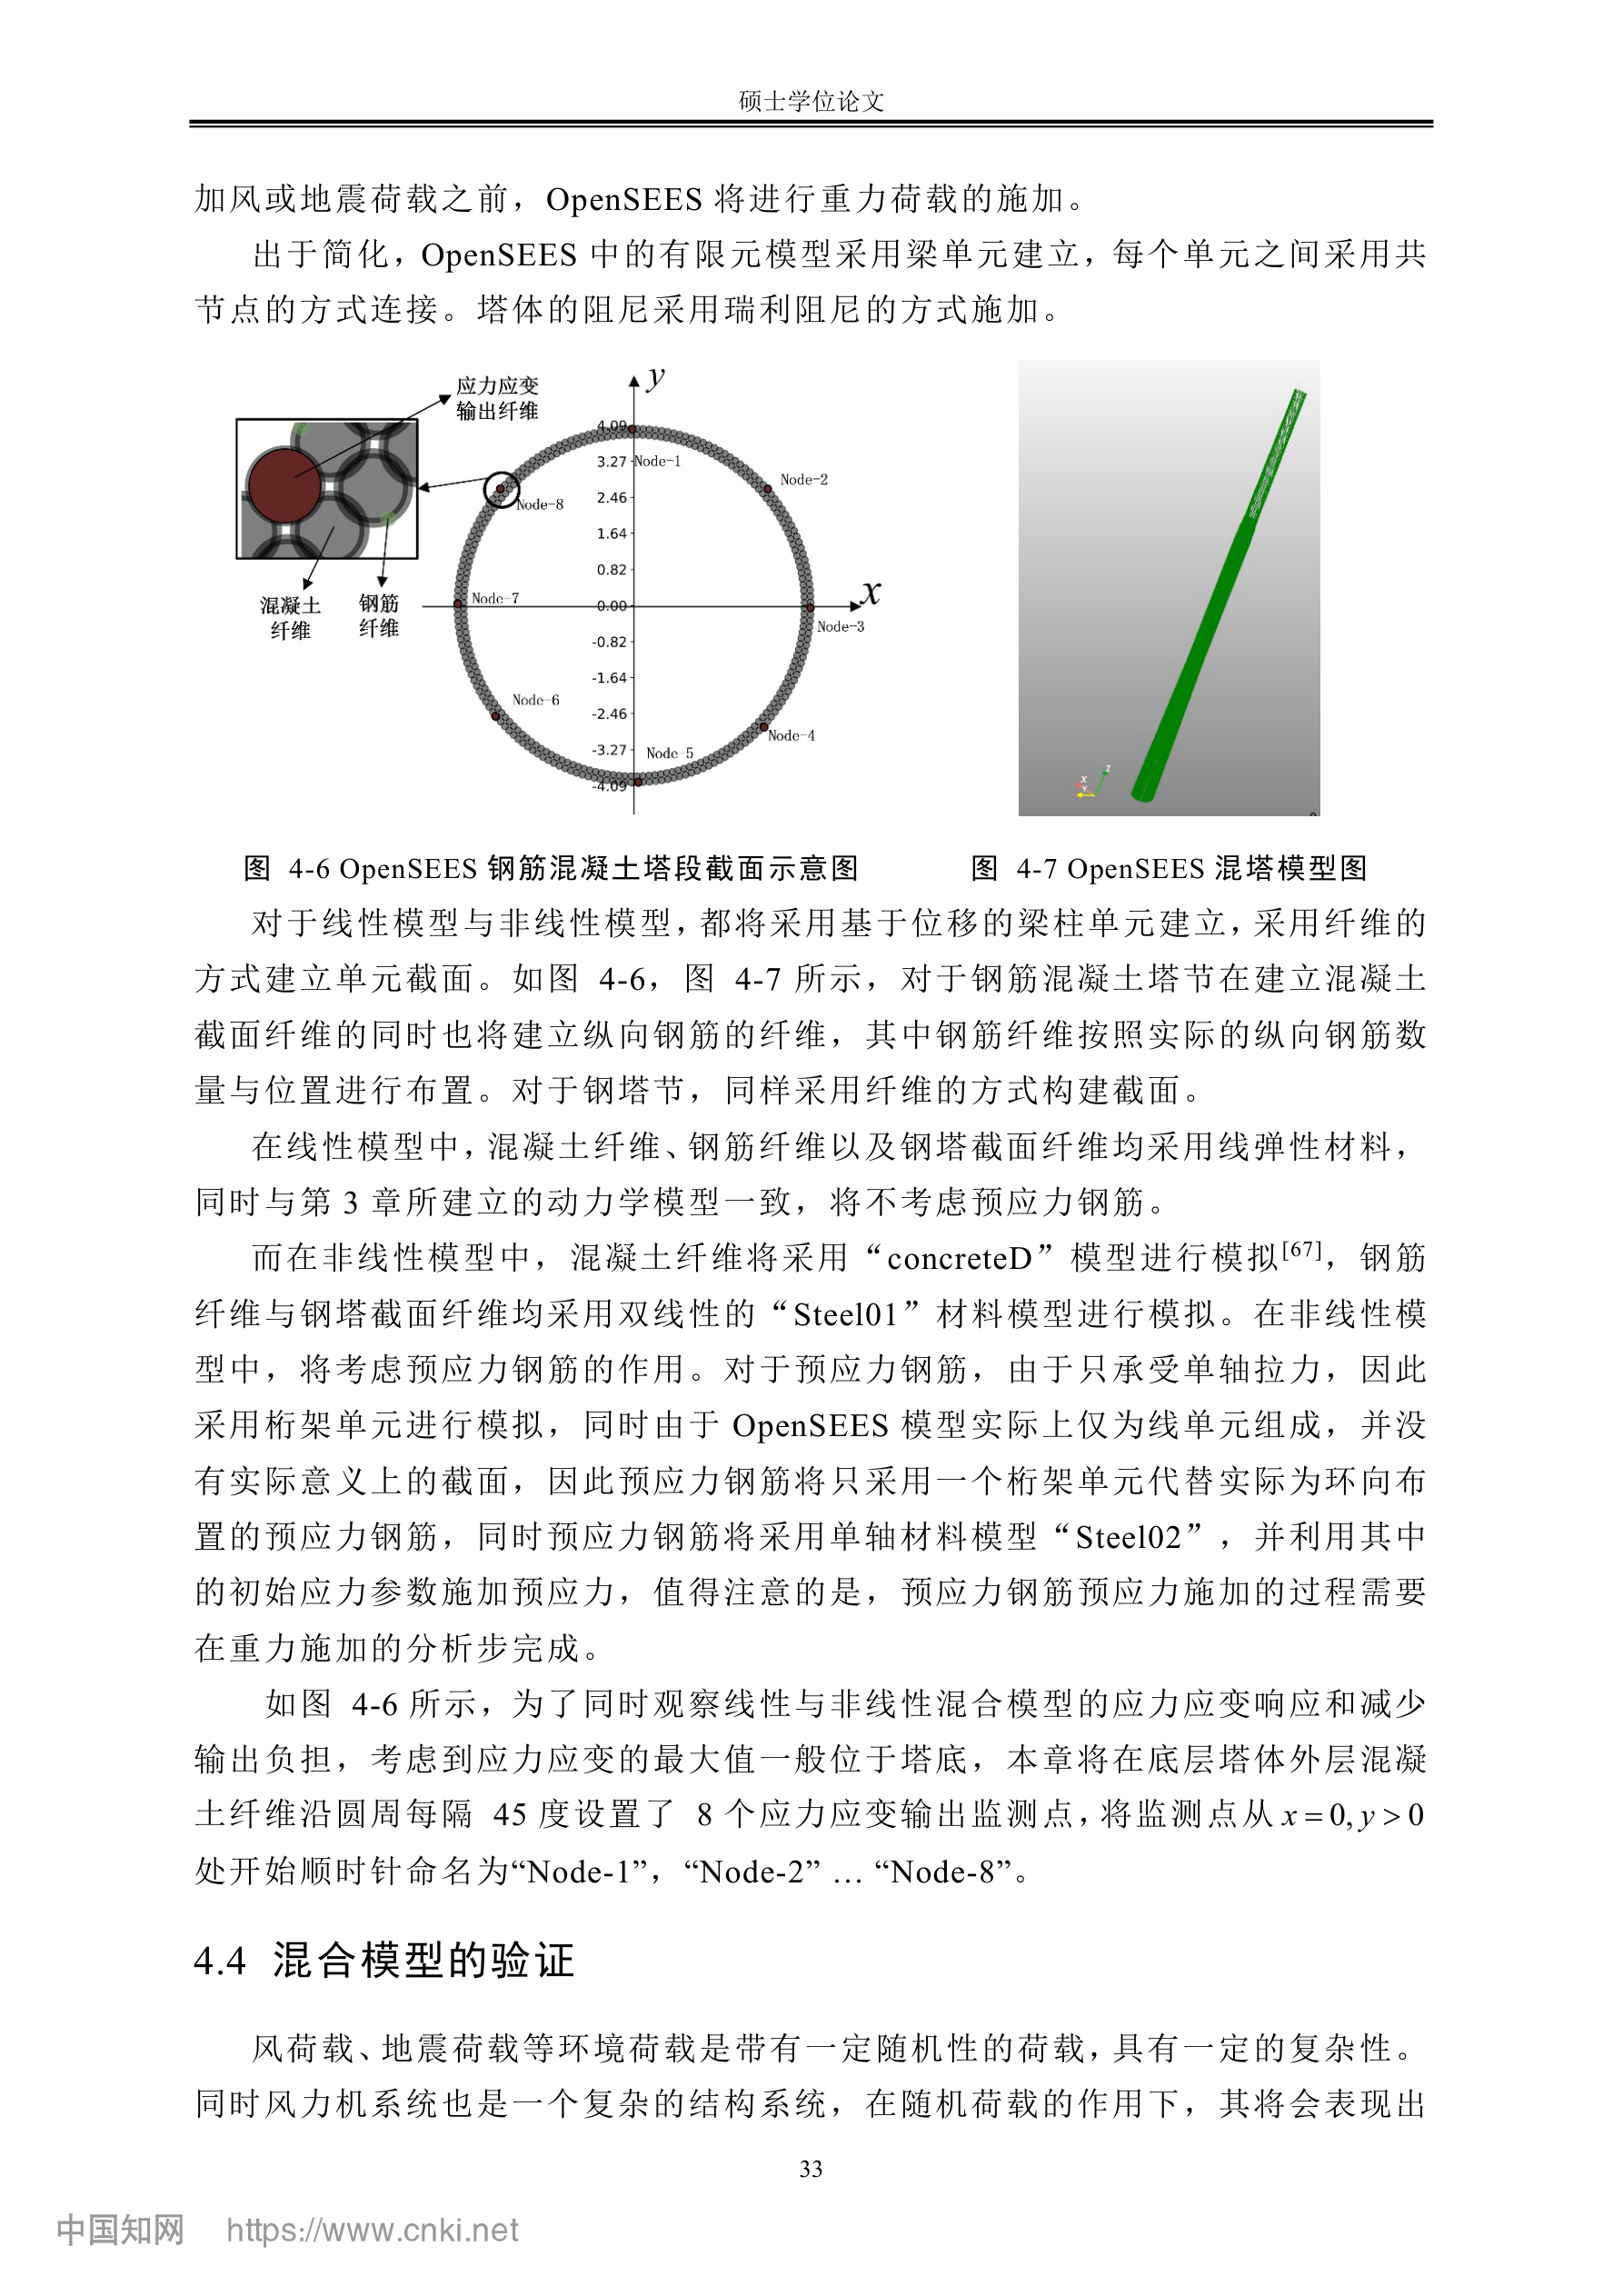 硕士学位论文
加风或地震荷载之前，OpenSEES 将进行重力荷载的施加。
出于简化，OpenSEES 中的有限元模型采用梁单元建立，每个单元之间采用共
节点的方式连接。塔体的阻尼采用瑞利阻尼的方式施加。
应力应变
输出纤维
混凝土
纤维
钢筋
纤维
y
x
4.09
3.27
2.46
1.64
0.82
0.00
-0.82
-1.64
-2.46
-3.27
-4.09
Node-1
Node-2
Node-3
Node-4
Node-5
Node-6
Node-7
Node-8
X
Y
Z
图 4-6 OpenSEES 钢筋混凝土塔段截面示意图
图 4-7 OpenSEES 混塔模型图
对于线性模型与非线性模型，都将采用基于位移的梁柱单元建立，采用纤维的
方式建立单元截面。如图 4-6，图 4-7 所示，对于钢筋混凝土塔节在建立混凝土
截面纤维的同时也将建立纵向钢筋的纤维，其中钢筋纤维按照实际的纵向钢筋数
量与位置进行布置。对于钢塔节，同样采用纤维的方式构建截面。
在线性模型中，混凝土纤维、钢筋纤维以及钢塔截面纤维均采用线弹性材料，
同时与第 3 章所建立的动力学模型一致，将不考虑预应力钢筋。
而在非线性模型中，混凝土纤维将采用“concreteD”模型进行模拟[67]，钢筋
纤维与钢塔截面纤维均采用双线性的“Steel01”材料模型进行模拟。在非线性模
型中，将考虑预应力钢筋的作用。对于预应力钢筋，由于只承受单轴拉力，因此
采用桁架单元进行模拟，同时由于 OpenSEES 模型实际上仅为线单元组成，并没
有实际意义上的截面，因此预应力钢筋将只采用一个桁架单元代替实际为环向布
置的预应力钢筋，同时预应力钢筋将采用单轴材料模型“Steel02”，并利用其中
的初始应力参数施加预应力，值得注意的是，预应力钢筋预应力施加的过程需要
在重力施加的分析步完成。
如图 4-6 所示，为了同时观察线性与非线性混合模型的应力应变响应和减少
输出负担，考虑到应力应变的最大值一般位于塔底，本章将在底层塔体外层混凝
土纤维沿圆周每隔 45 度设置了 8 个应力应变输出监测点，将监测点从 x = 0, y > 0
处开始顺时针命名为“Node-1”，“Node-2” … “Node-8”。
4.4 混合模型的验证
风荷载、地震荷载等环境荷载是带有一定随机性的荷载，具有一定的复杂性。
同时风力机系统也是一个复杂的结构系统，在随机荷载的作用下，其将会表现出
33
中国知网 https://www.cnki.net